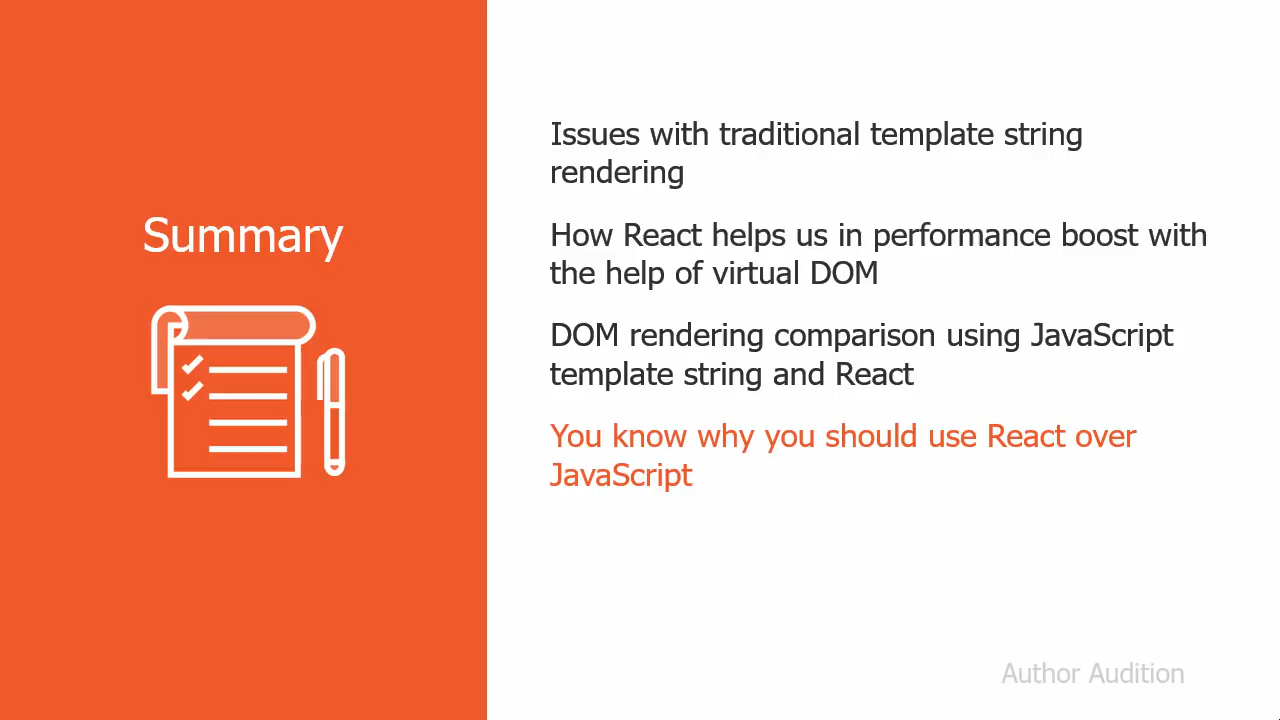 Summary
Issues with traditional template string
rendering
How React helps us in performance boost with
the help of virtual DOM
DOM rendering comparison using JavaScript
template string and React
You know why you should use React over
JavaScript
Author Audition